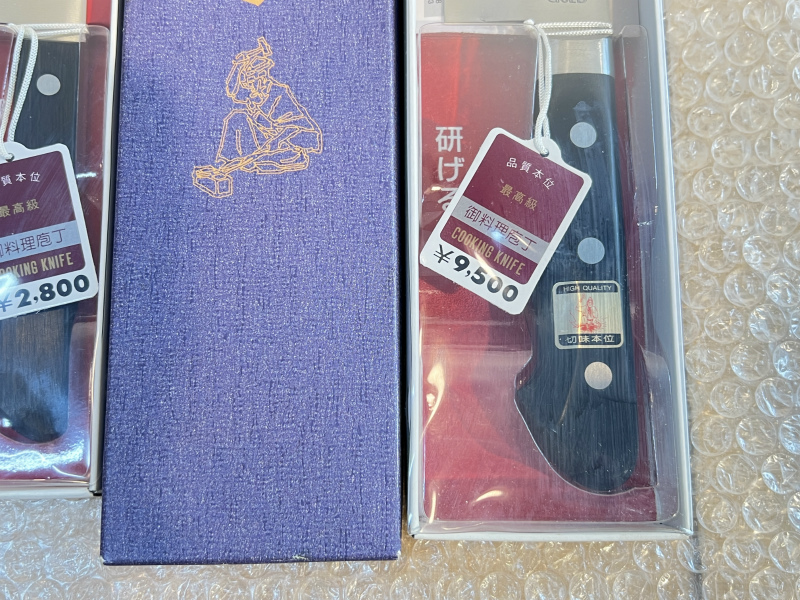 質本位
最高級
御料理庖丁
COOKING KNIFE
¥2,800
研げる
品質本位
最高級
御料理庖丁
COOKING KNIFE
¥9,500
HIGH QUALITY
切味本位